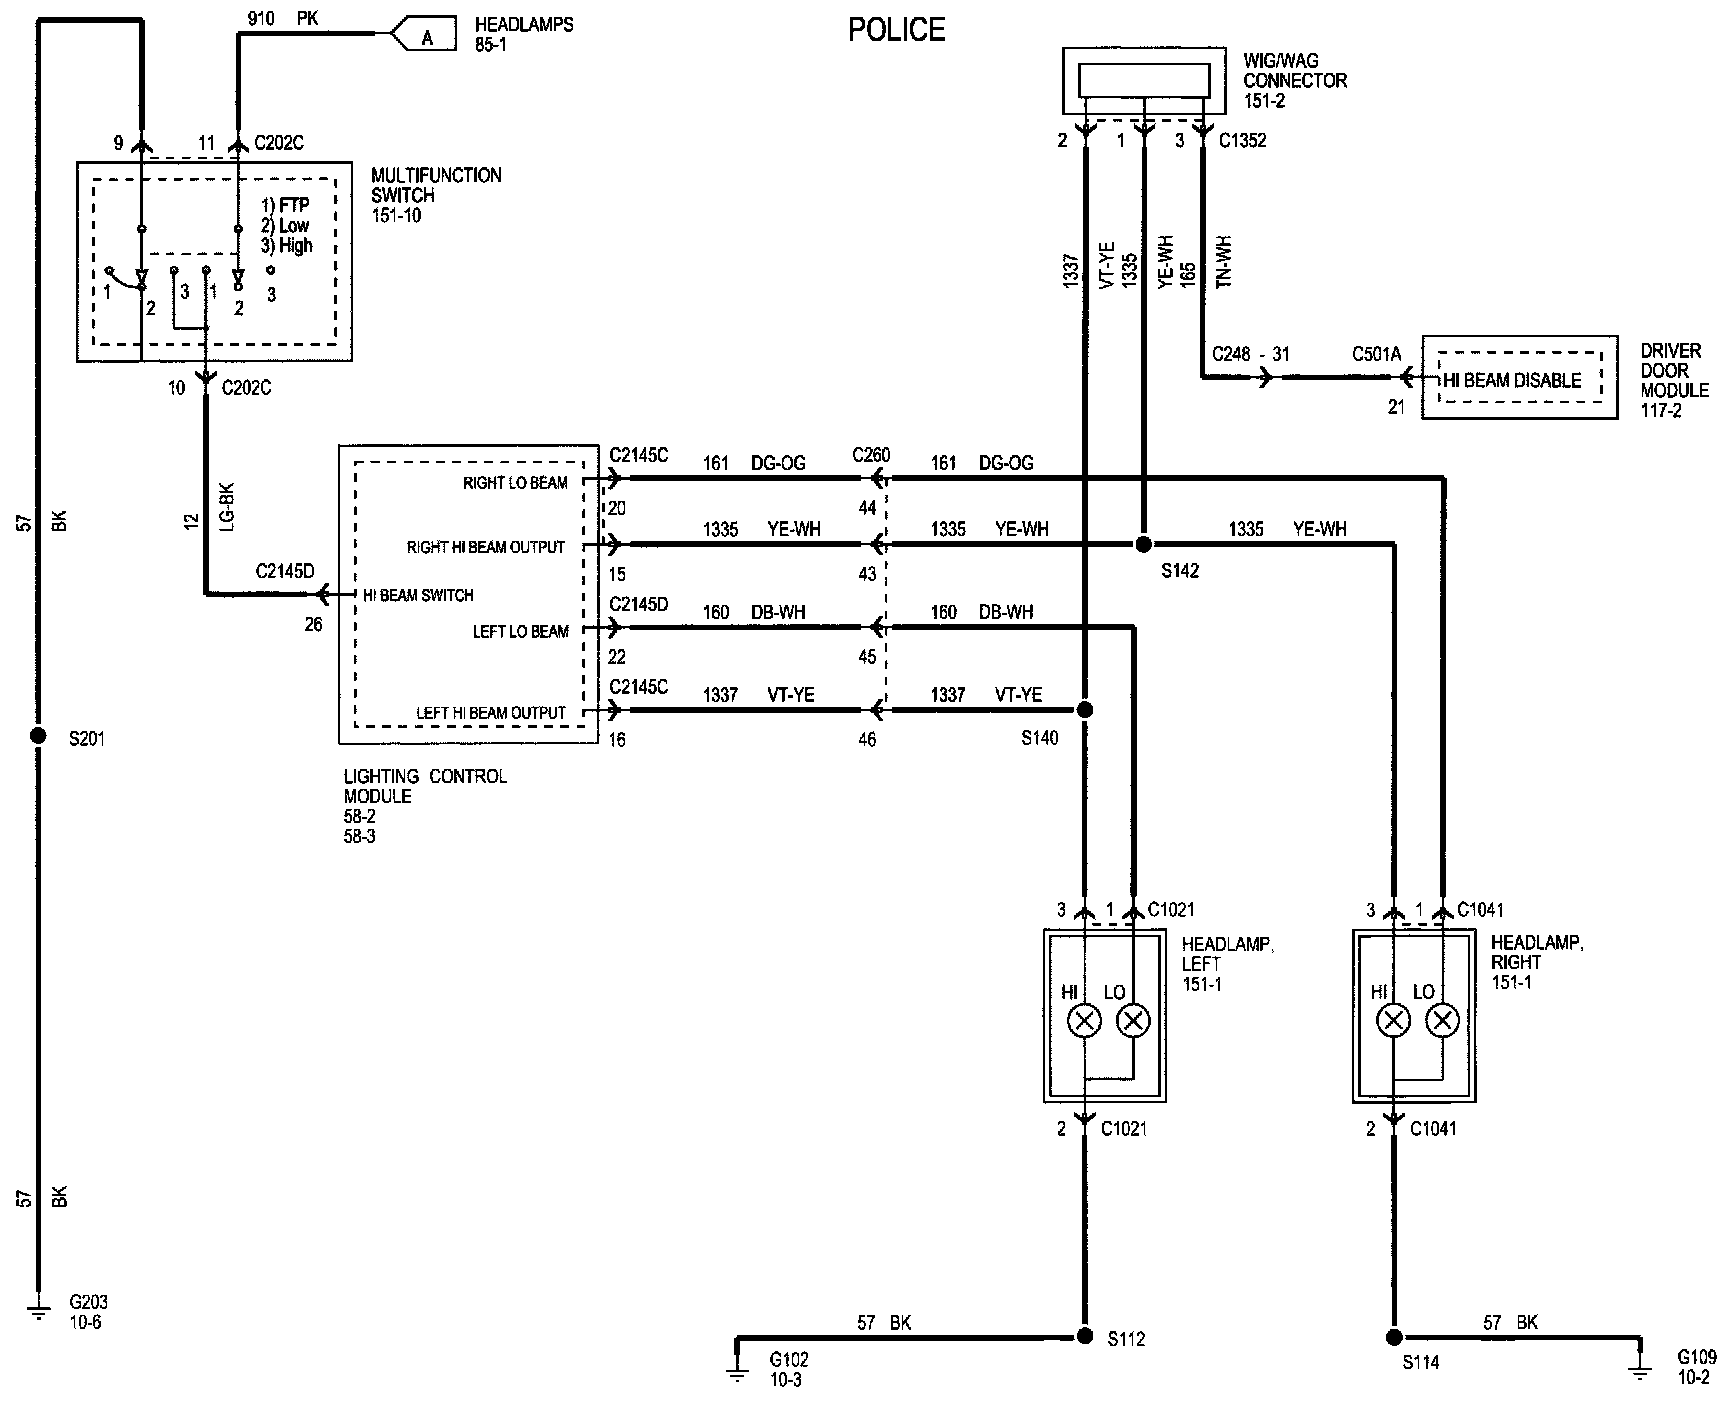 POLICE
910 PK
A
HEADLAMPS
85-1
9
11
C202C
MULTIFUNCTION
SWITCH
151-10
1) FTP
2) Low
3) High
1
2
3
1
2
3
10
C202C
WIG/WAG
CONNECTOR
151-2
2
1
3
C1352
1337
VT-YE
1335
YE-WH
165
TN-WH
C248 - 31
C501A
21
HI BEAM DISABLE
DRIVER
DOOR
MODULE
117-2
57
BK
12
LG-BK
C2145D
26
HI BEAM SWITCH
RIGHT LO BEAM
RIGHT HI BEAM OUTPUT
LEFT LO BEAM
LEFT HI BEAM OUTPUT
LIGHTING CONTROL
MODULE
58-2
58-3
C2145C
20
161 DG-OG
C260
44
161 DG-OG
15
1335 YE-WH
43
1335 YE-WH
S142
1335 YE-WH
C2145D
22
160 DB-WH
45
160 DB-WH
C2145C
16
1337 VT-YE
46
1337 VT-YE
S140
S201
3
1
C1021
HEADLAMP,
LEFT
151-1
HI
LO
2
C1021
3
1
C1041
HEADLAMP,
RIGHT
151-1
HI
LO
2
C1041
57
BK
G203
10-6
57 BK
S112
G102
10-3
57 BK
S114
G109
10-2